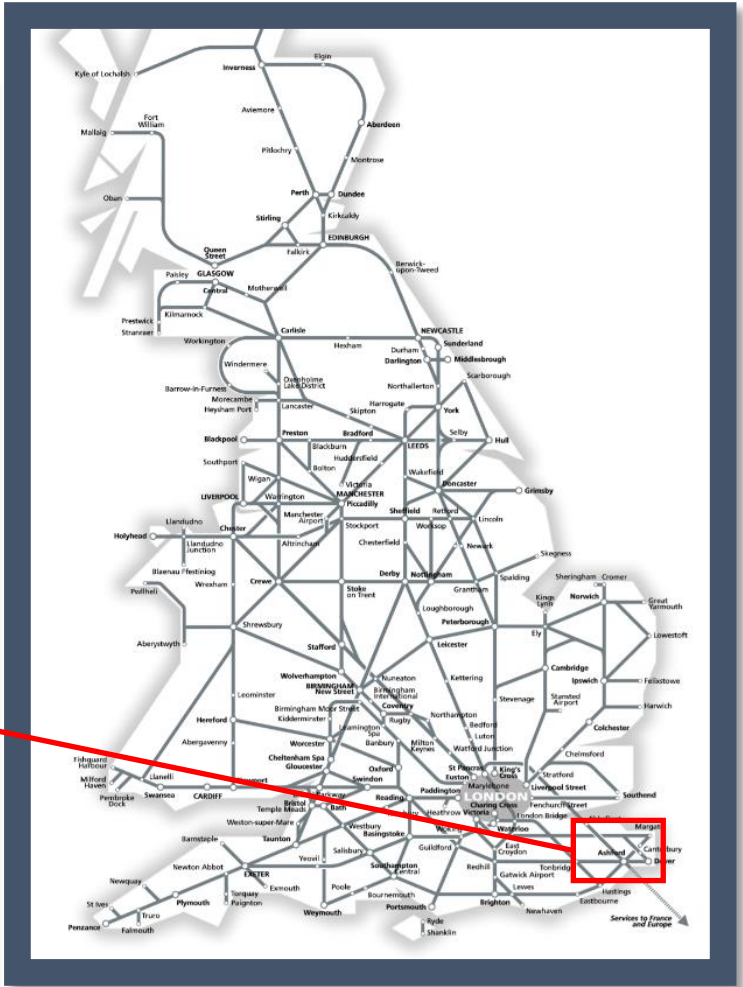 Elgin
Inverness
Kyle of Lochalsh
Aviemore
Fort
William
Mallaig
Aberdeen
Pitlochry
Montrose
Oban
Perth
Dundee
Stirling
Kirkcaldy
EDINBURGH
Queen
Street
Falkirk
Berwick-
upon-Tweed
Paisley
GLASGOW
Central
Motherwell
Prestwick
Kilmarnock
Stranraer
Carlisle
NEWCASTLE
Workington
Hexham
Sunderland
Durham
Darlington
Middlesbrough
Windermere
Scarborough
Oxenholme
Lake District
Northallerton
Barrow-in-Furness
Morecambe
Heysham Port
Lancaster
Harrogate
Skipton
York
Blackpool
Preston
Bradford
Selby
Blackburn
LEEDS
Hull
Southport
Huddersfield
Bolton
Wakefield
Wigan
Victoria
Doncaster
Grimsby
MANCHESTER
LIVERPOOL
Warrington
Piccadilly
Manchester
Airport
Sheffield
Retford
Lincoln
Llandudno
Chester
Stockport
Worksop
Holyhead
Llandudno
Junction
Altrincham
Chesterfield
Newark
Skegness
Blaenau Ffestiniog
Derby
Nottingham
Spalding
Sheringham
Cromer
Wrexham
Crewe
Stoke
on Trent
Grantham
Pwllheli
Kings
Lynn
Norwich
Great
Yarmouth
Loughborough
Shrewsbury
Peterborough
Ely
Lowestoft
Aberystwyth
Stafford
Leicester
Cambridge
Wolverhampton
Nuneaton
Kettering
Ipswich
Felixstowe
BIRMINGHAM
New Street
Birmingham
International
Leominster
Stevenage
Stansted
Airport
Harwich
Birmingham Moor Street
Coventry
Hereford
Kidderminster
Rugby
Northampton
Colchester
Leamington
Spa
Bedford
Worcester
Abergavenny
Banbury
Milton
Keynes
Luton
Watford Junction
Chelmsford
Fishguard
Harbour
Cheltenham Spa
Gloucester
Oxford
St Pancras
King's
Cross
Milford
Haven
Llanelli
Swindon
Euston
Stratford
Marylebone
Liverpool Street
Pembroke
Dock
Swansea
CARDIFF
Parkway
Reading
Paddington
LONDON
Southend
Bristol
Temple Meads
Bath
Charing Cross
Fenchurch Street
Heathrow
Victoria
London Bridge
Weston-super-Mare
Westbury
Basingstoke
Waterloo
Barnstaple
Taunton
Salisbury
Guildford
East
Croydon
Ashford
Canterbury
Yeovil
Redhill
Tonbridge
Dover
Newton Abbot
EXETER
Southampton
Central
Gatwick Airport
Newquay
Exmouth
Poole
Lewes
Hastings
Torquay
Paignton
Bournemouth
Eastbourne
St Ives
Plymouth
Portsmouth
Brighton
Newhaven
Truro
Weymouth
Ryde
Services to France
and Europe
Penzance
Falmouth
Shanklin